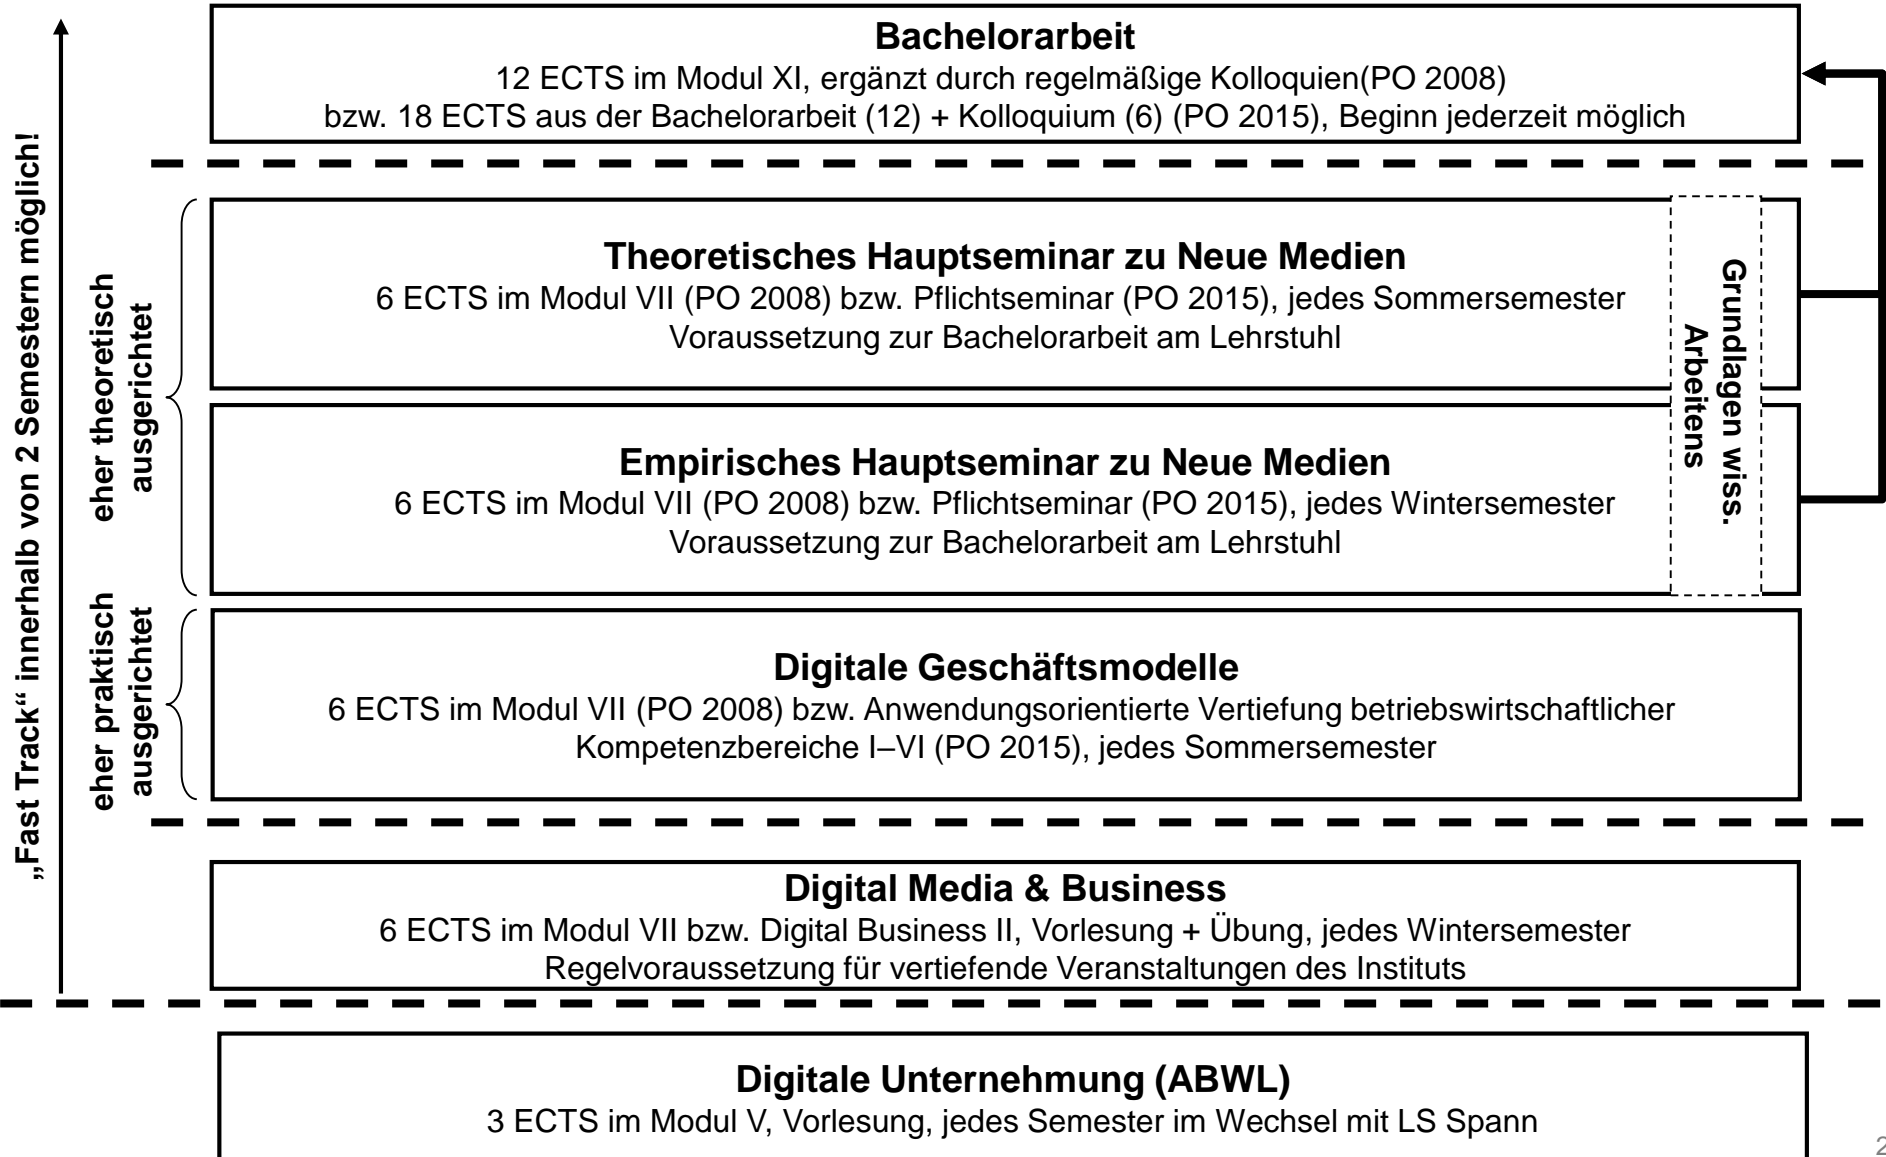 Bachelorarbeit
12 ECTS im Modul XI, ergänzt durch regelmäßige Kolloquien(PO 2008)
bzw. 18 ECTS aus der Bachelorarbeit (12) + Kolloquium (6) (PO 2015), Beginn jederzeit möglich
„Fast Track“ innerhalb von 2 Semestern möglich!
eher theoretisch
ausgerichtet
Theoretisches Hauptseminar zu Neue Medien
6 ECTS im Modul VII (PO 2008) bzw. Pflichtseminar (PO 2015), jedes Sommersemester
Voraussetzung zur Bachelorarbeit am Lehrstuhl
Grundlagen wiss.
Arbeitens
Empirisches Hauptseminar zu Neue Medien
6 ECTS im Modul VII (PO 2008) bzw. Pflichtseminar (PO 2015), jedes Wintersemester
Voraussetzung zur Bachelorarbeit am Lehrstuhl
eher praktisch
ausgerichtet
Digitale Geschäftsmodelle
6 ECTS im Modul VII (PO 2008) bzw. Anwendungsorientierte Vertiefung betriebswirtschaftlicher
Kompetenzbereiche I–VI (PO 2015), jedes Sommersemester
Digital Media & Business
6 ECTS im Modul VII bzw. Digital Business II, Vorlesung + Übung, jedes Wintersemester
Regelvoraussetzung für vertiefende Veranstaltungen des Instituts
Digitale Unternehmung (ABWL)
3 ECTS im Modul V, Vorlesung, jedes Semester im Wechsel mit LS Spann
2